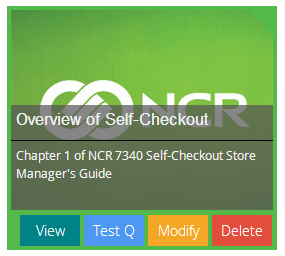 NCR
Overview of Self-Checkout
Chapter 1 of NCR 7340 Self-Checkout Store
Manager's Guide
View
Test Q
Modify
Delete